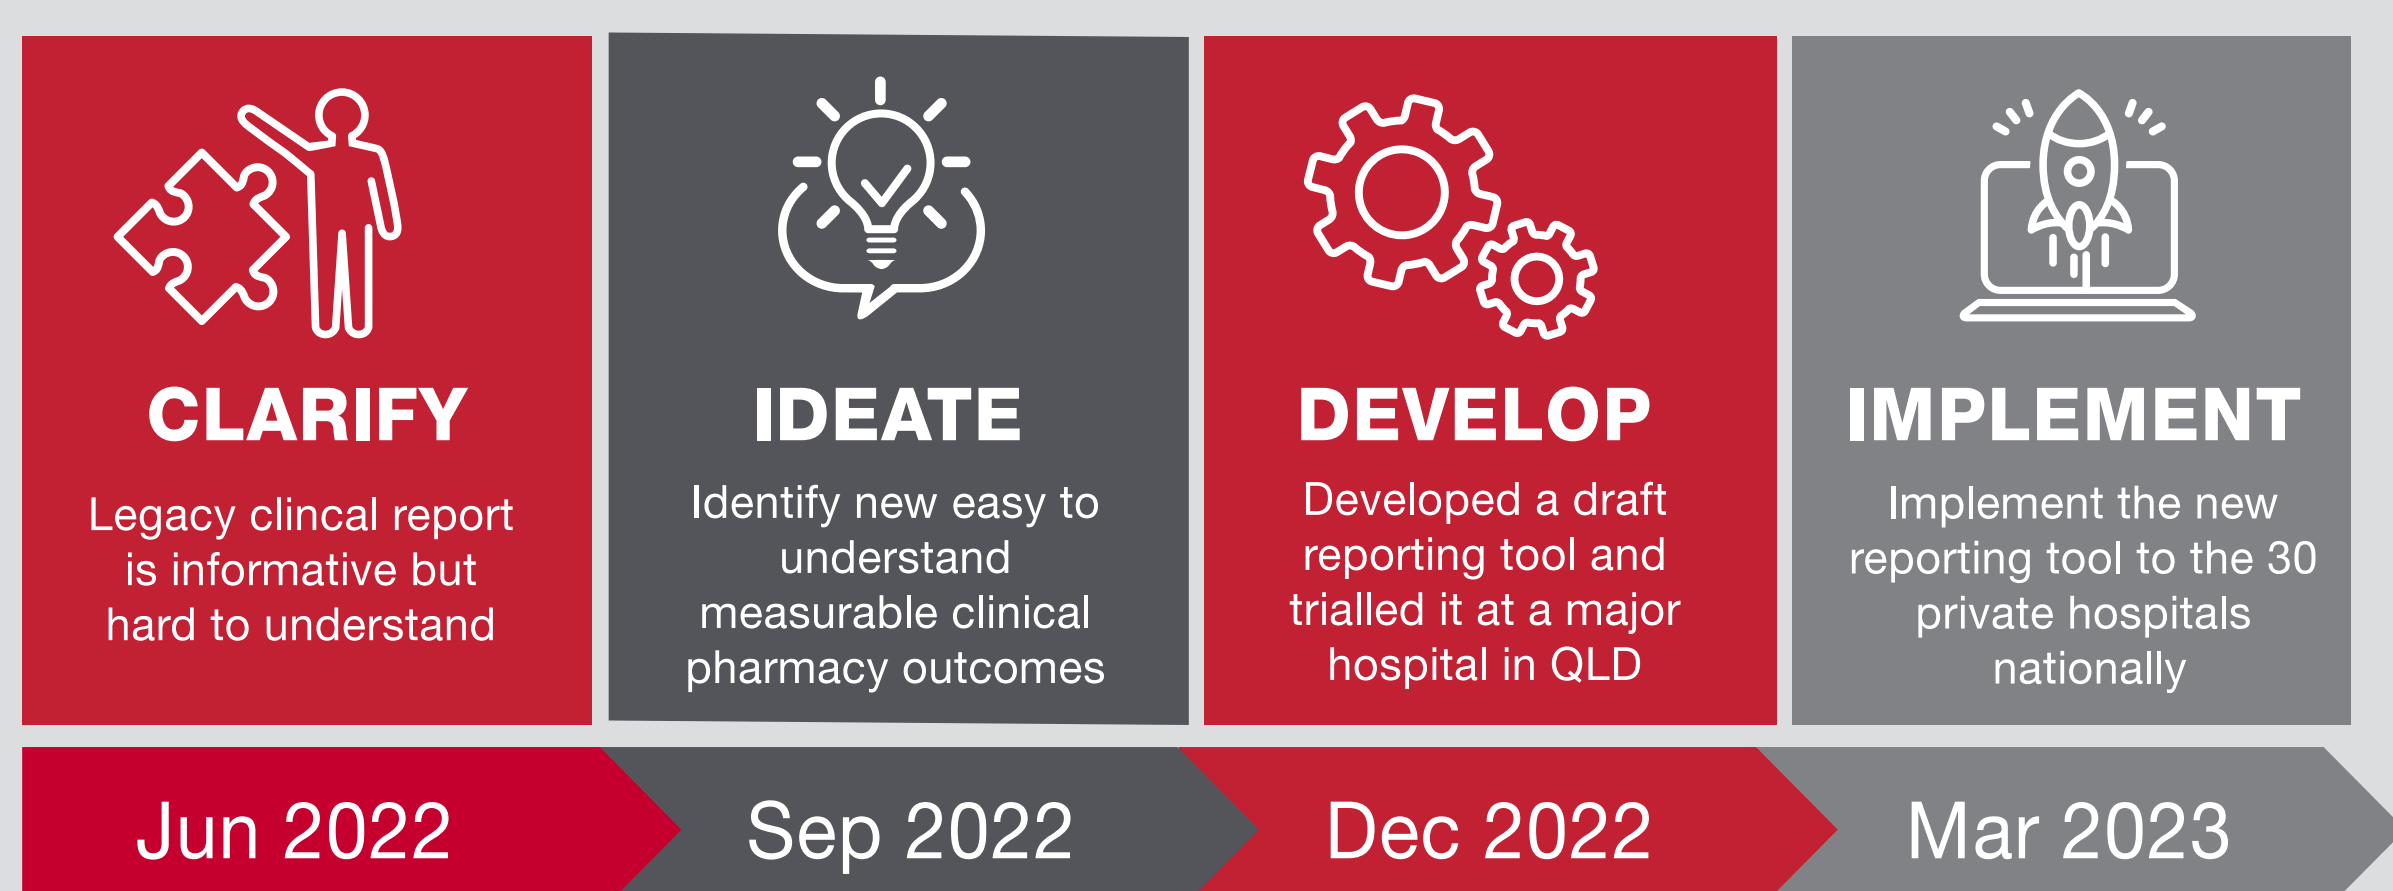 CLARIFY
Legacy clincal report
is informative but
hard to understand
IDEATE
Identify new easy to
understand
measurable clinical
pharmacy outcomes
DEVELOP
Developed a draft
reporting tool and
trialled it at a major
hospital in QLD
IMPLEMENT
Implement the new
reporting tool to the 30
private hospitals
nationally
Jun 2022
Sep 2022
Dec 2022
Mar 2023